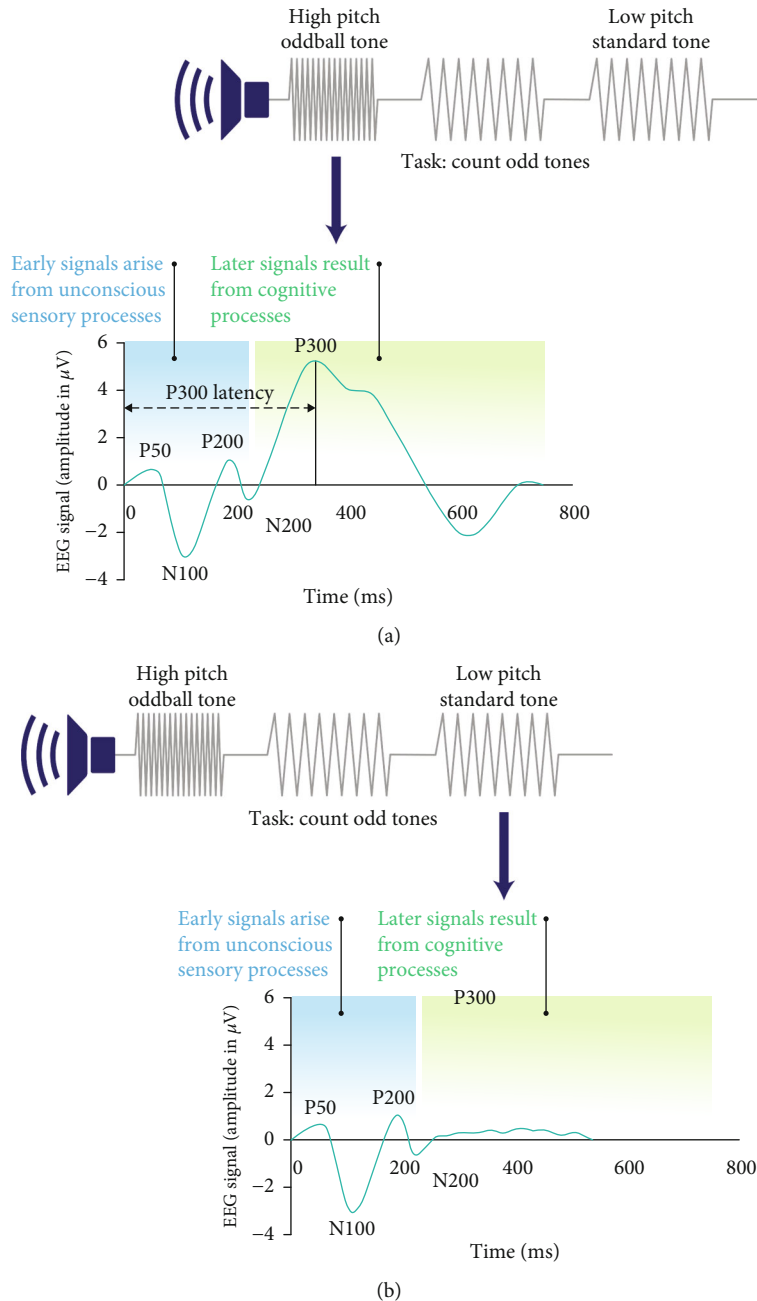 High pitch
oddball tone
Low pitch
standard tone
Task: count odd tones
Early signals arise
from unconscious
sensory processes
Later signals result
from cognitive
processes
EEG signal (amplitude in μV)
6
4
2
0
−2
−4
P300
P300 latency
P50
P200
N100
N200
0
200
400
600
800
Time (ms)
(a)
High pitch
oddball tone
Low pitch
standard tone
Task: count odd tones
Early signals arise
from unconscious
sensory processes
Later signals result
from cognitive
processes
EEG signal (amplitude in μV)
6
4
2
0
−2
−4
P300
P50
P200
N100
N200
0
200
400
600
800
Time (ms)
(b)